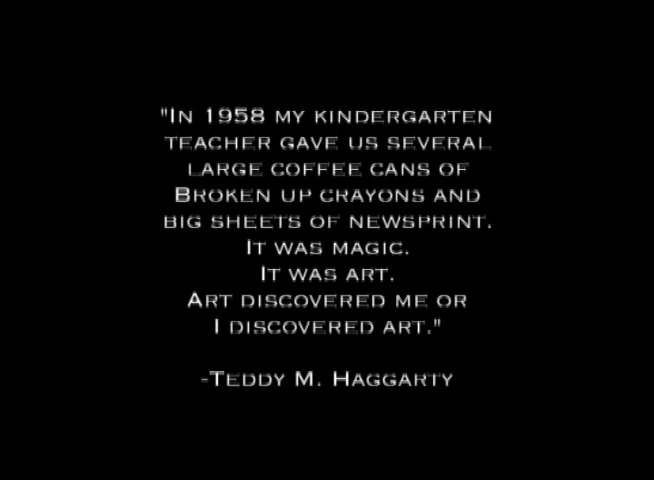 "In 1958 my kindergarten
teacher gave us several
large coffee cans of
Broken up crayons and
big sheets of newsprint.
It was magic.
It was art.
Art discovered me or
I discovered art."
-Teddy M. Haggarty